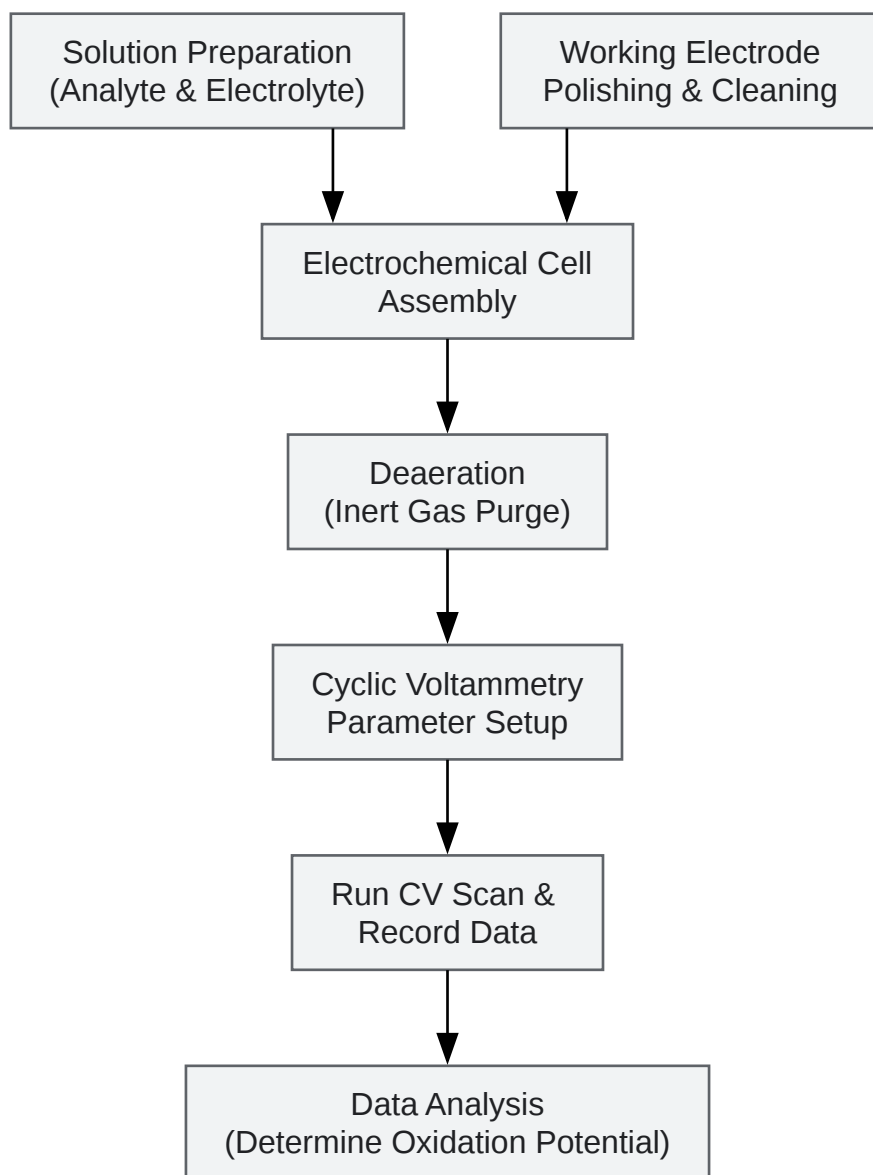 Solution Preparation
(Analyte & Electrolyte)
Working Electrode
Polishing & Cleaning
Electrochemical Cell
Assembly
Deaeration
(Inert Gas Purge)
Cyclic Voltammetry
Parameter Setup
Run CV Scan &
Record Data
Data Analysis
(Determine Oxidation Potential)